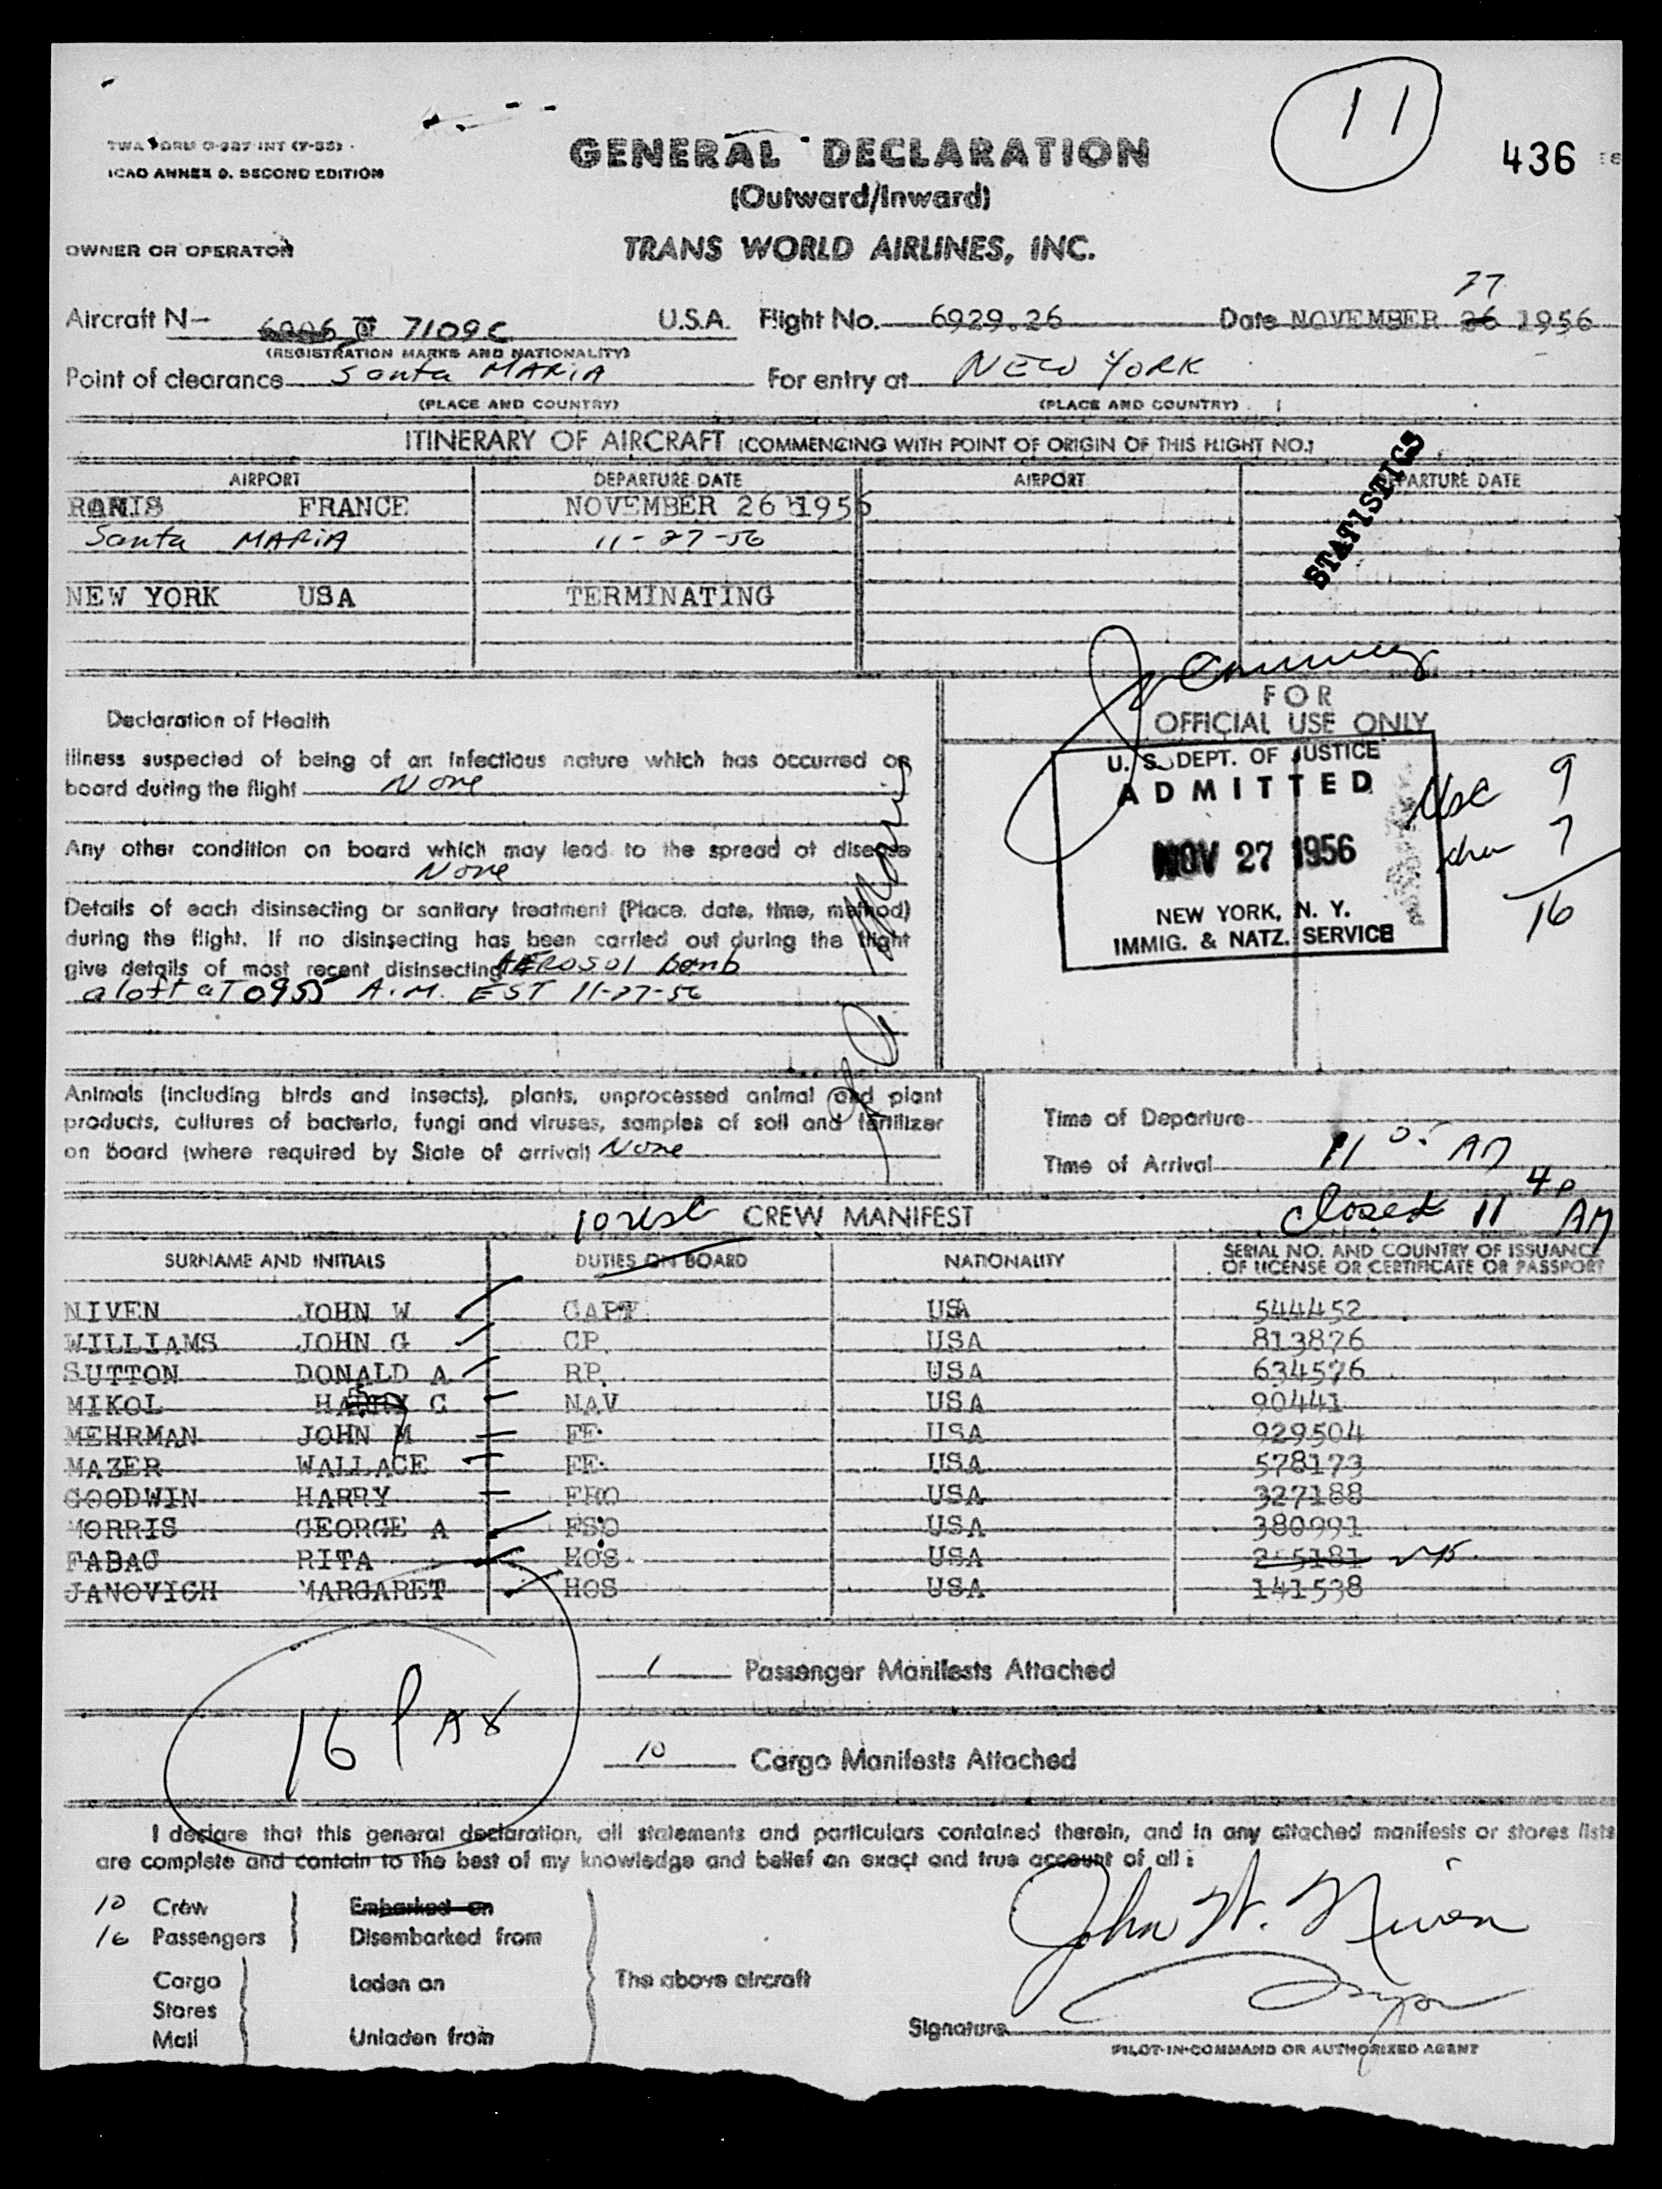 11
436
TWA FORM O-927 INT (7-55)
ICAO ANNEX 9. SECOND EDITION
GENERAL DECLARATION
(Outward/Inward)
OWNER OR OPERATOR
TRANS WORLD AIRLINES, INC.
27
Aircraft N- 7109C U.S.A. Flight No. 6929.26 Date NOVEMBER 26 1956
(REGISTRATION MARKS AND NATIONALITY)
Point of clearance Santa MARIA For entry at NEW YORK
(PLACE AND COUNTRY) (PLACE AND COUNTRY)
ITINERARY OF AIRCRAFT (COMMENCING WITH POINT OF ORIGIN OF THIS FLIGHT NO.)
STATISTICS
AIRPORT DEPARTURE DATE AIRPORT DEPARTURE DATE
FRANCE NOVEMBER 26 1956
Santa MARIA 11-27-56
NEW YORK USA TERMINATING
Declaration of Health
Illness suspected of being of an infectious nature which has occurred on
board during the flight None
Any other condition on board which may lead to the spread of disease
None
Details of each disinsecting or sanitary treatment (Place, date, time, method)
during the flight. If no disinsecting has been carried out during the flight
give details of most recent disinsecting AEROSOL bomb
aloft aT 0955 A.M. EST 11-27-56
FOR
OFFICIAL USE ONLY
U. S. DEPT. OF JUSTICE
ADMITTED
NOV 27 1956
NEW YORK, N. Y.
IMMIG. & NATZ. SERVICE
9
7
16
Animals (including birds and insects), plants, unprocessed animal and plant
products, cultures of bacteria, fungi and viruses, samples of soil and fertilizer
on board (where required by State of arrival) None
Time of Departure
Time of Arrival 11 AM
Closed 11 40 AM
CREW MANIFEST
SURNAME AND INITIALS DUTIES ON BOARD NATIONALITY SERIAL NO. AND COUNTRY OF ISSUANCE
OF LICENSE OR CERTIFICATE OR PASSPORT
NIVEN JOHN W CAPT USA 544452
WILLIAMS JOHN G CP USA 813876
SUTTON DONALD A RP USA 634576
MIKOL C NAV USA 90441
MEHRMAN JOHN M FE USA 929504
MAZER WALLACE FE USA 578173
GOODWIN HARRY FRO USA 327188
MORRIS GEORGE A FSO USA 380991
FABAC RITA HOS USA
JANOVICH MARGARET HOS USA 141538
1 Passenger Manifests Attached
16 PAX
10 Cargo Manifests Attached
I declare that this general declaration, all statements and particulars contained therein, and in any attached manifests or stores lists
are complete and contain to the best of my knowledge and belief an exact and true account of all:
10 Crew Embarked on
16 Passengers Disembarked from
Cargo Laden on The above aircraft
Stores
Mail Unladen from
John W. Niven
Signature
PILOT-IN-COMMAND OR AUTHORIZED AGENT